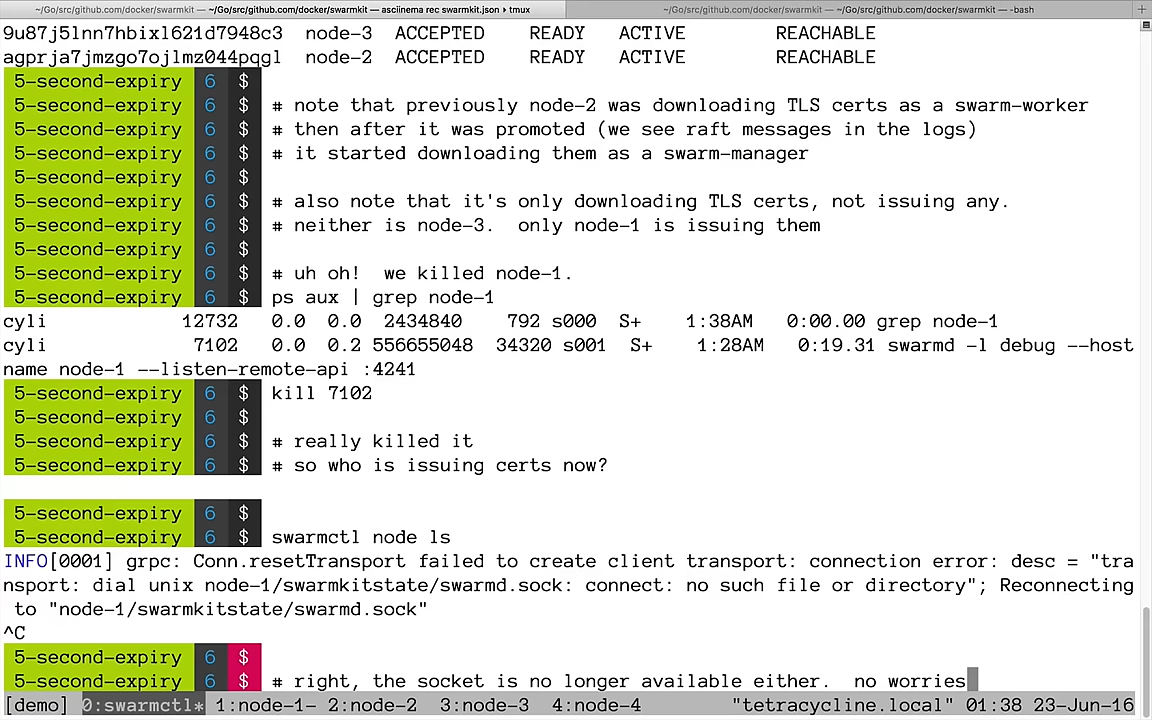 ~/Go/src/github.com/docker/swarmkit — ~/Go/src/github.com/docker/swarmkit — asciinema rec swarmkit.json ▸ tmux ~/Go/src/github.com/docker/swarmkit — ~/Go/src/github.com/docker/swarmkit — -bash +
9u87j5lnn7hbixl621d7948c3 node-3 ACCEPTED READY ACTIVE REACHABLE
agprja7jmzgo7ojlmz044pqgl node-2 ACCEPTED READY ACTIVE REACHABLE
5-second-expiry 6 $
5-second-expiry 6 $ # note that previously node-2 was downloading TLS certs as a swarm-worker
5-second-expiry 6 $ # then after it was promoted (we see raft messages in the logs)
5-second-expiry 6 $ # it started downloading them as a swarm-manager
5-second-expiry 6 $
5-second-expiry 6 $ # also note that it's only downloading TLS certs, not issuing any.
5-second-expiry 6 $ # neither is node-3.  only node-1 is issuing them
5-second-expiry 6 $
5-second-expiry 6 $ # uh oh!  we killed node-1.
5-second-expiry 6 $ ps aux | grep node-1
cyli 12732 0.0 0.0 2434840 792 s000 S+ 1:38AM 0:00.00 grep node-1
cyli 7102 0.0 0.2 556655048 34320 s001 S+ 1:28AM 0:19.31 swarmd -l debug --host
name node-1 --listen-remote-api :4241
5-second-expiry 6 $ kill 7102
5-second-expiry 6 $
5-second-expiry 6 $ # really killed it
5-second-expiry 6 $ # so who is issuing certs now?
5-second-expiry 6 $
5-second-expiry 6 $ swarmctl node ls
INFO[0001] grpc: Conn.resetTransport failed to create client transport: connection error: desc = "tra
nsport: dial unix node-1/swarmkitstate/swarmd.sock: connect: no such file or directory"; Reconnecting
to "node-1/swarmkitstate/swarmd.sock"
^C
5-second-expiry 6 $
5-second-expiry 6 $ # right, the socket is no longer available either.  no worries
[demo] 0:swarmctl* 1:node-1- 2:node-2 3:node-3 4:node-4 "tetracycline.local" 01:38 23-Jun-16